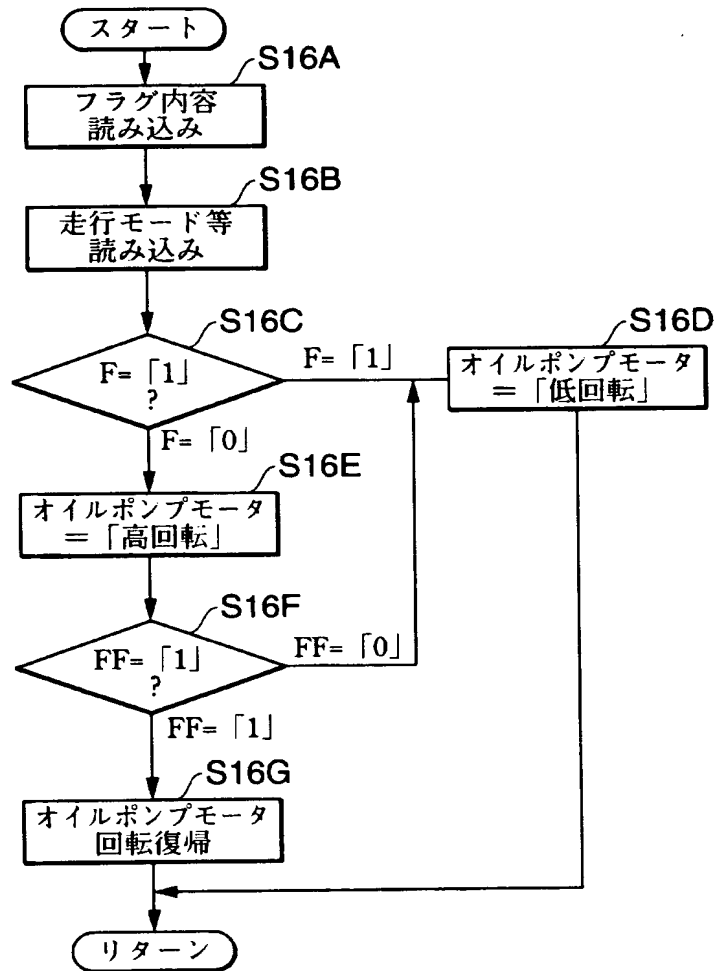 スタート
S16A
フラグ内容
読み込み
S16B
走行モード等
読み込み
S16C
F=「1」
?
F=「1」
S16D
オイルポンプモータ
=「低回転」
F=「0」
S16E
オイルポンプモータ
=「高回転」
S16F
FF=「1」
?
FF=「0」
FF=「1」
S16G
オイルポンプモータ
回転復帰
リターン